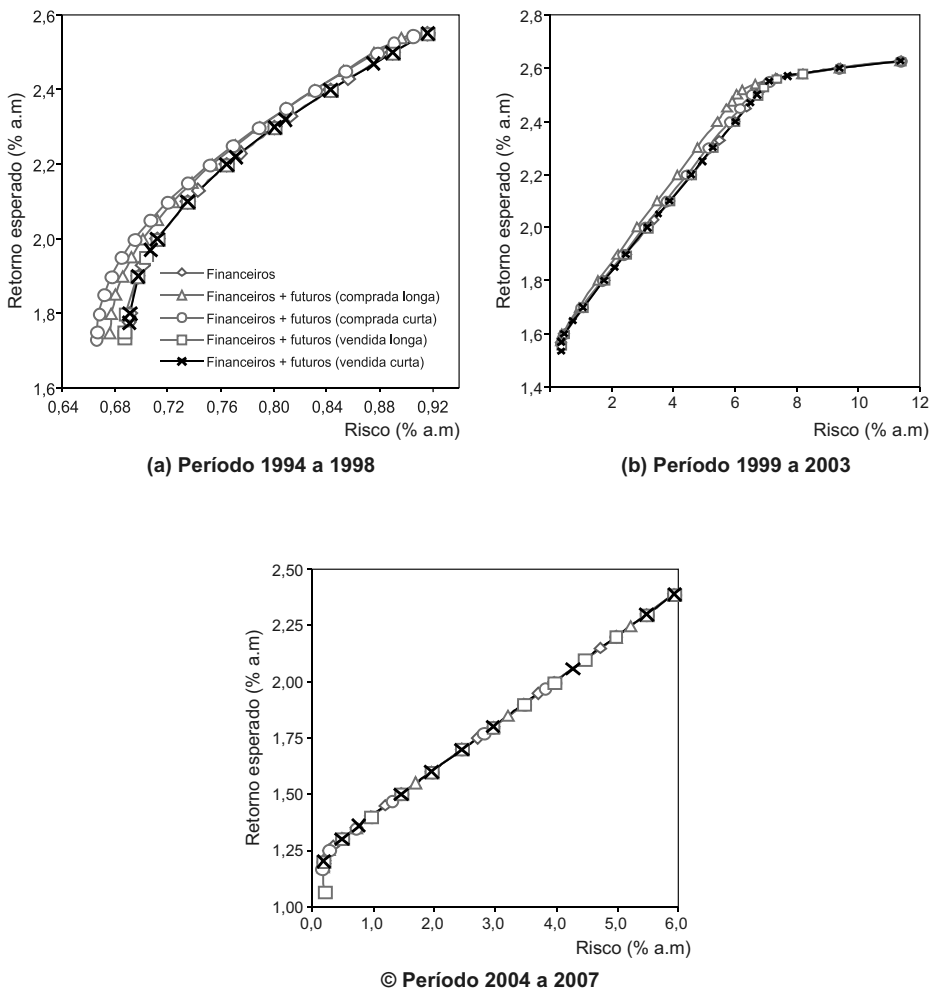 2,6
2,4
2,2
2,0
1,8
1,6
Retorno esperado (% a.m)
Financeiros
Financeiros + futuros (comprada longa)
Financeiros + futuros (comprada curta)
Financeiros + futuros (vendida longa)
Financeiros + futuros (vendida curta)
0,64 0,68 0,72 0,76 0,80 0,84 0,88 0,92
Risco (% a.m)
(a) Período 1994 a 1998
2,8
2,6
2,4
2,2
2,0
1,8
1,6
1,4
Retorno esperado (% a.m)
2 4 6 8 10 12
Risco (% a.m)
(b) Período 1999 a 2003
2,50
2,25
2,00
1,75
1,50
1,25
1,00
Retorno esperado (% a.m)
0,0 1,0 2,0 3,0 4,0 5,0 6,0
Risco (% a.m)
© Período 2004 a 2007